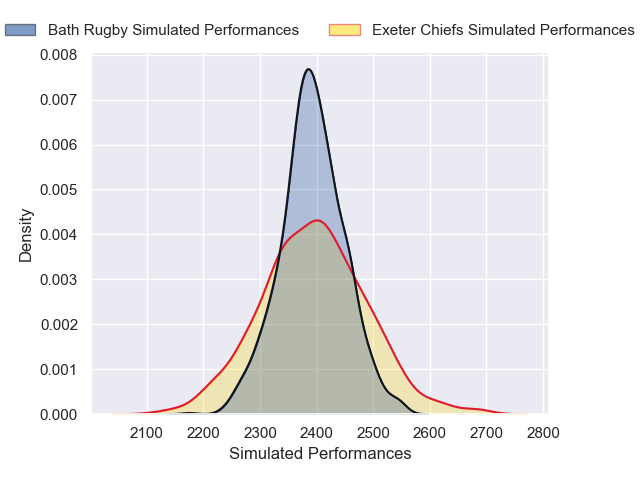 Bath Rugby Simulated Performances
Exeter Chiefs Simulated Performances
0.008
0.007
0.006
0.005
0.004
0.003
0.002
0.001
0.000
Density
2100 2200 2300 2400 2500 2600 2700 2800
Simulated Performances